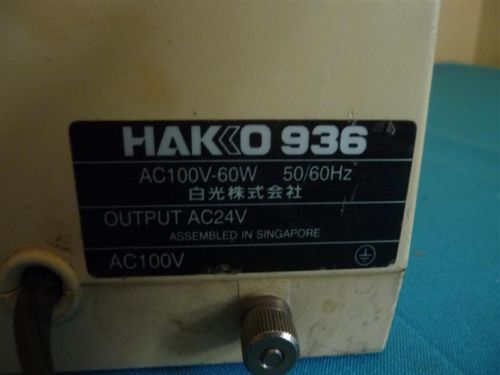 HAKKO 936
AC100V-60W 50/60Hz
白光株式会社
OUTPUT AC24V
ASSEMBLED IN SINGAPORE
AC100V